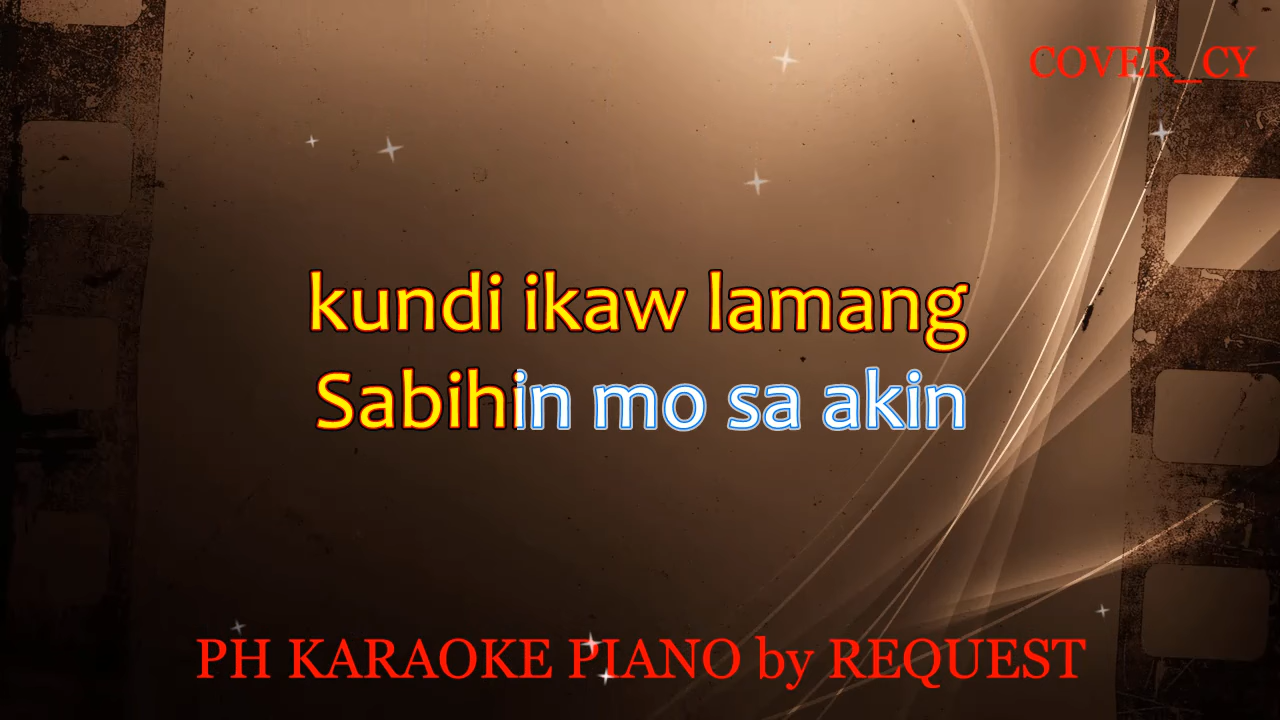 COVER_CY
kundi ikaw lamang
Sabihin mo sa akin
PH KARAOKE PIANO by REQUEST